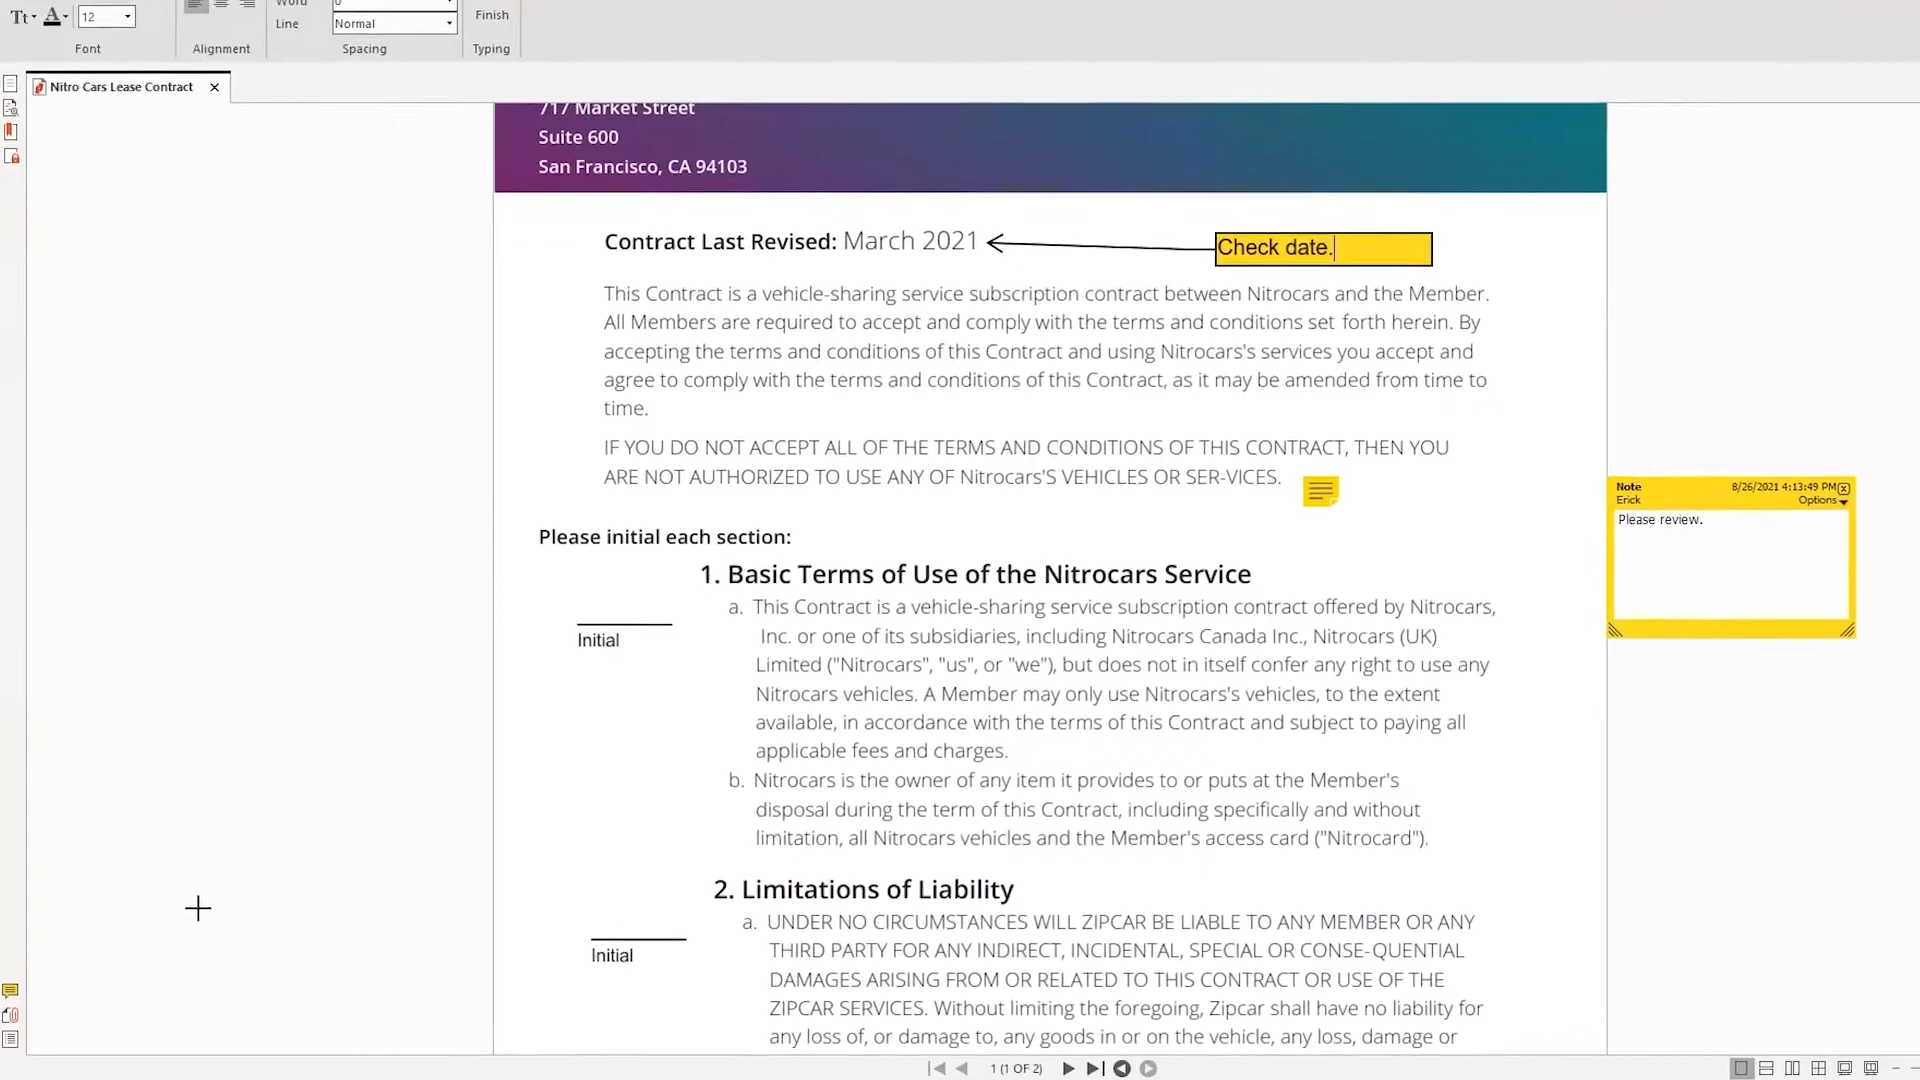 Word 0
Tt A 12 Line Normal Finish
Font Alignment Spacing Typing
Nitro Cars Lease Contract
717 Market Street
Suite 600
San Francisco, CA 94103
Contract Last Revised: March 2021
Check date.
This Contract is a vehicle-sharing service subscription contract between Nitrocars and the Member.
All Members are required to accept and comply with the terms and conditions set forth herein. By
accepting the terms and conditions of this Contract and using Nitrocars's services you accept and
agree to comply with the terms and conditions of this Contract, as it may be amended from time to
time.
IF YOU DO NOT ACCEPT ALL OF THE TERMS AND CONDITIONS OF THIS CONTRACT, THEN YOU
ARE NOT AUTHORIZED TO USE ANY OF Nitrocars'S VEHICLES OR SER-VICES.
Note 8/26/2021 4:13:49 PM
Erick Options
Please review.
Please initial each section:
1. Basic Terms of Use of the Nitrocars Service
Initial
a. This Contract is a vehicle-sharing service subscription contract offered by Nitrocars,
Inc. or one of its subsidiaries, including Nitrocars Canada Inc., Nitrocars (UK)
Limited ("Nitrocars", "us", or "we"), but does not in itself confer any right to use any
Nitrocars vehicles. A Member may only use Nitrocars's vehicles, to the extent
available, in accordance with the terms of this Contract and subject to paying all
applicable fees and charges.
b. Nitrocars is the owner of any item it provides to or puts at the Member's
disposal during the term of this Contract, including specifically and without
limitation, all Nitrocars vehicles and the Member's access card ("Nitrocard").
2. Limitations of Liability
Initial
a. UNDER NO CIRCUMSTANCES WILL ZIPCAR BE LIABLE TO ANY MEMBER OR ANY
THIRD PARTY FOR ANY INDIRECT, INCIDENTAL, SPECIAL OR CONSE-QUENTIAL
DAMAGES ARISING FROM OR RELATED TO THIS CONTRACT OR USE OF THE
ZIPCAR SERVICES. Without limiting the foregoing, Zipcar shall have no liability for
any loss of, or damage to, any goods in or on the vehicle, any loss, damage or
1 (1 OF 2)